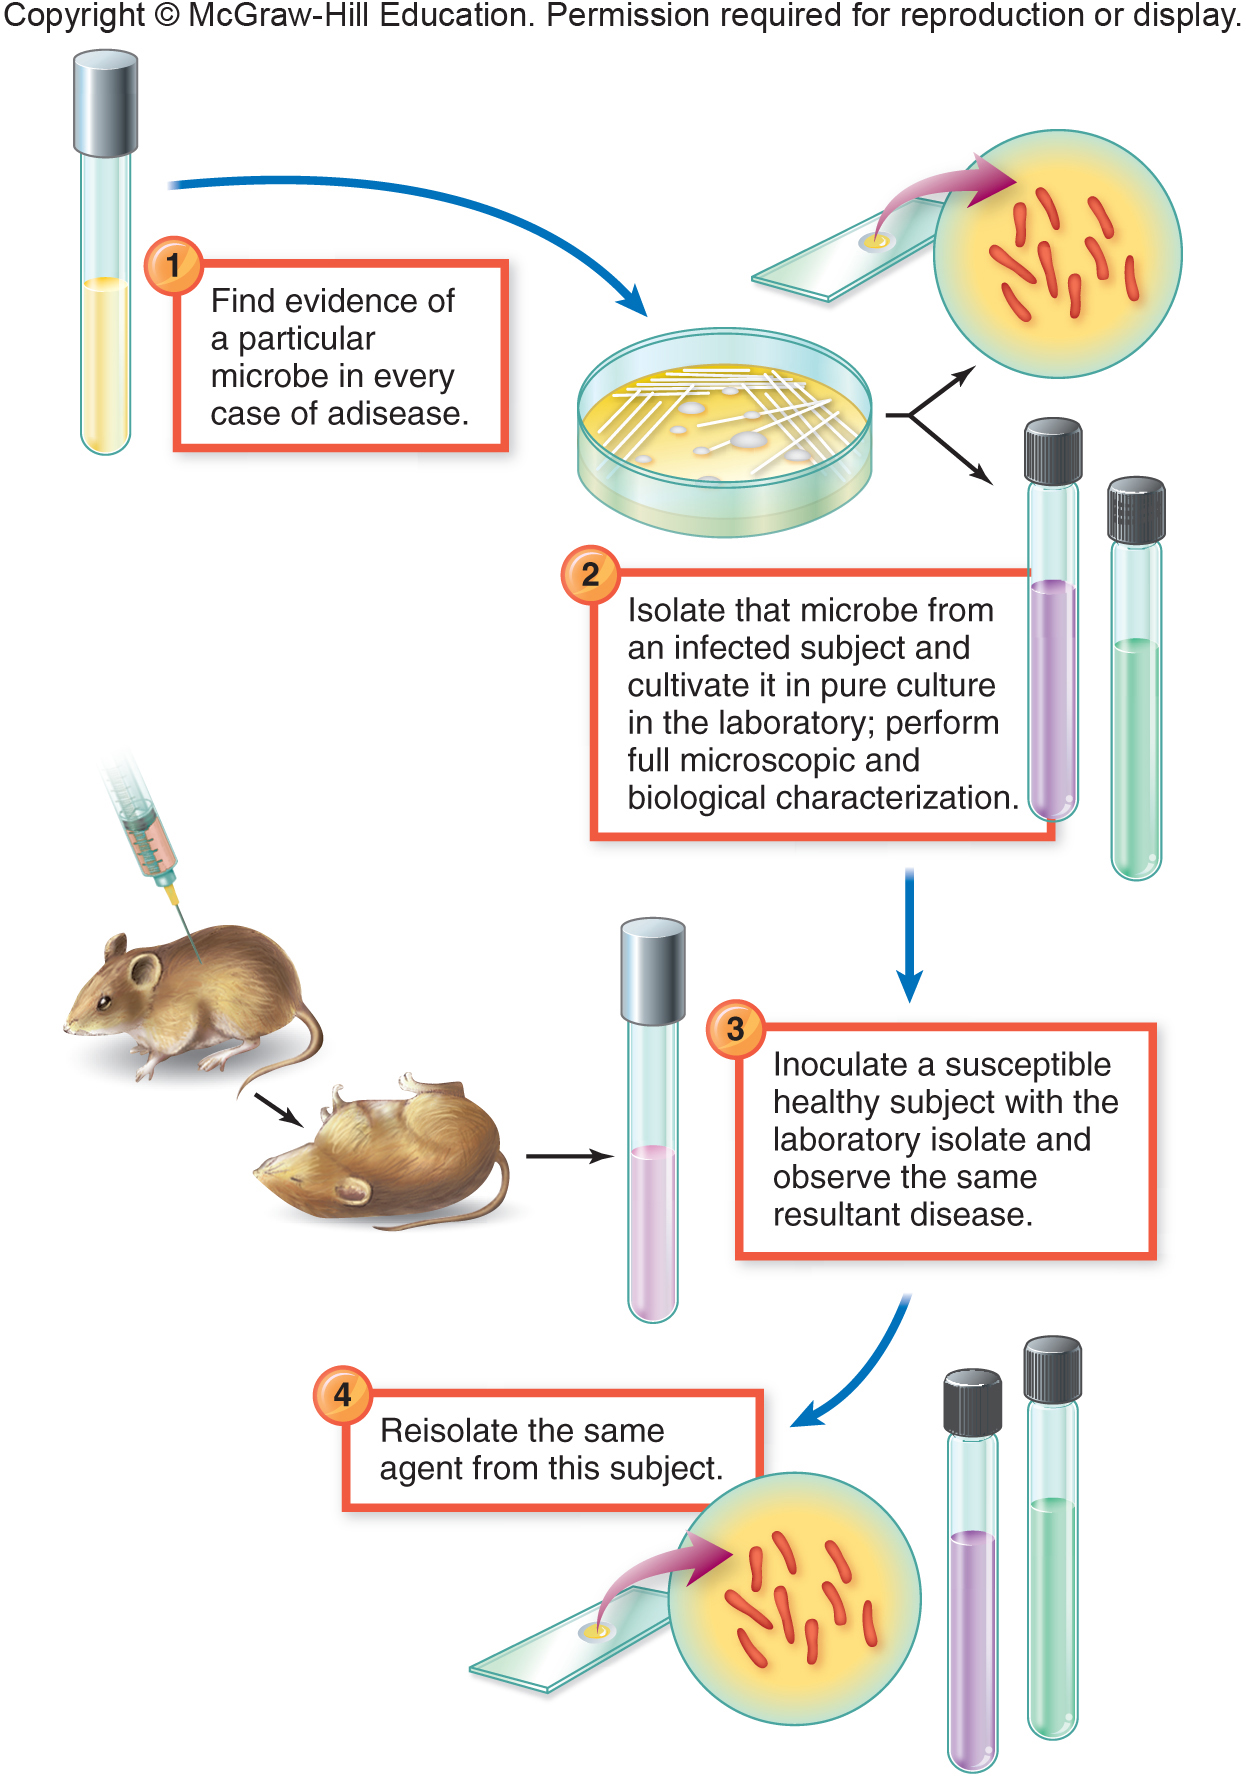 Copyright © McGraw-Hill Education. Permission required for reproduction or display.
1
Find evidence of
a particular
microbe in every
case of adisease.
2
Isolate that microbe from
an infected subject and
cultivate it in pure culture
in the laboratory; perform
full microscopic and
biological characterization.
3
Inoculate a susceptible
healthy subject with the
laboratory isolate and
observe the same
resultant disease.
4
Reisolate the same
agent from this subject.